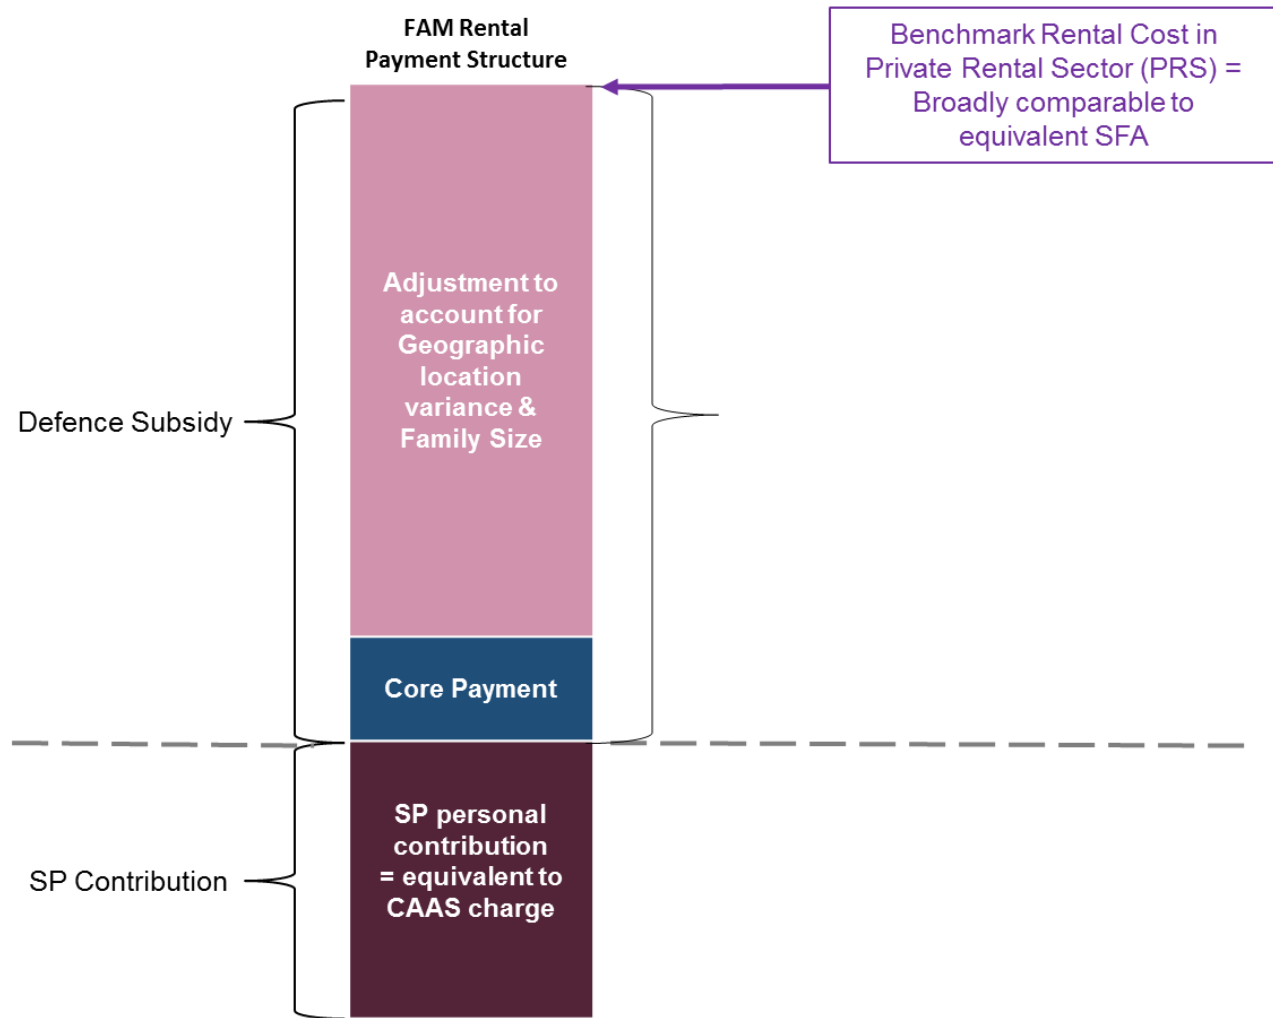 FAM Rental
Payment Structure
Benchmark Rental Cost in
Private Rental Sector (PRS) =
Broadly comparable to
equivalent SFA
Adjustment to
account for
Geographic
location
variance &
Family Size
Defence Subsidy
Core Payment
SP personal
contribution
= equivalent to
CAAS charge
SP Contribution